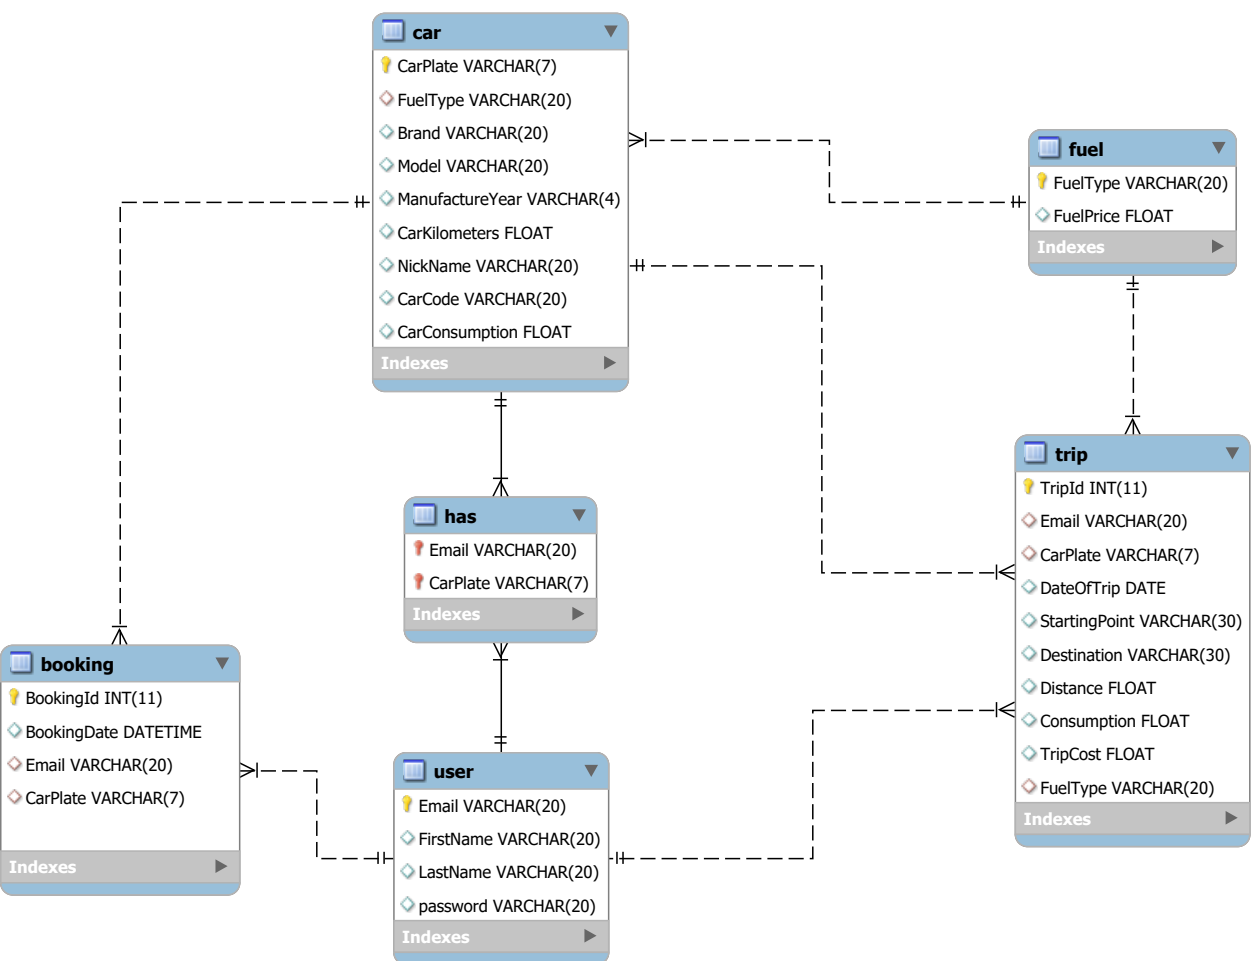 car
CarPlate VARCHAR(7)
FuelType VARCHAR(20)
Brand VARCHAR(20)
Model VARCHAR(20)
ManufactureYear VARCHAR(4)
CarKilometers FLOAT
NickName VARCHAR(20)
CarCode VARCHAR(20)
CarConsumption FLOAT
Indexes
fuel
FuelType VARCHAR(20)
FuelPrice FLOAT
Indexes
has
Email VARCHAR(20)
CarPlate VARCHAR(7)
Indexes
trip
TripId INT(11)
Email VARCHAR(20)
CarPlate VARCHAR(7)
DateOfTrip DATE
StartingPoint VARCHAR(30)
Destination VARCHAR(30)
Distance FLOAT
Consumption FLOAT
TripCost FLOAT
FuelType VARCHAR(20)
Indexes
booking
BookingId INT(11)
BookingDate DATETIME
Email VARCHAR(20)
CarPlate VARCHAR(7)
Indexes
user
Email VARCHAR(20)
FirstName VARCHAR(20)
LastName VARCHAR(20)
password VARCHAR(20)
Indexes